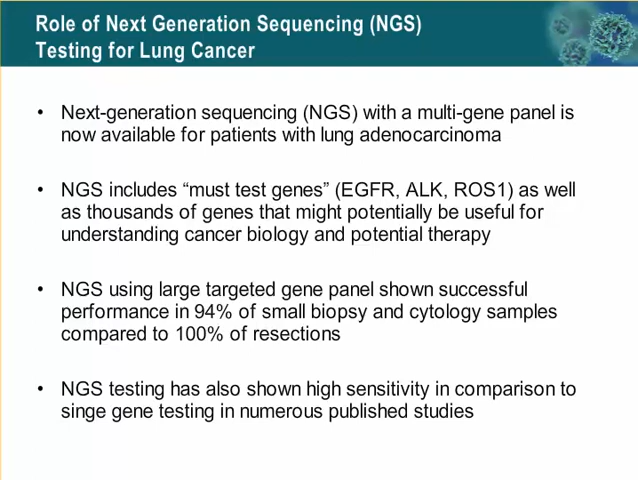 Role of Next Generation Sequencing (NGS)
Testing for Lung Cancer
• Next-generation sequencing (NGS) with a multi-gene panel is
now available for patients with lung adenocarcinoma
• NGS includes “must test genes” (EGFR, ALK, ROS1) as well
as thousands of genes that might potentially be useful for
understanding cancer biology and potential therapy
• NGS using large targeted gene panel shown successful
performance in 94% of small biopsy and cytology samples
compared to 100% of resections
• NGS testing has also shown high sensitivity in comparison to
singe gene testing in numerous published studies